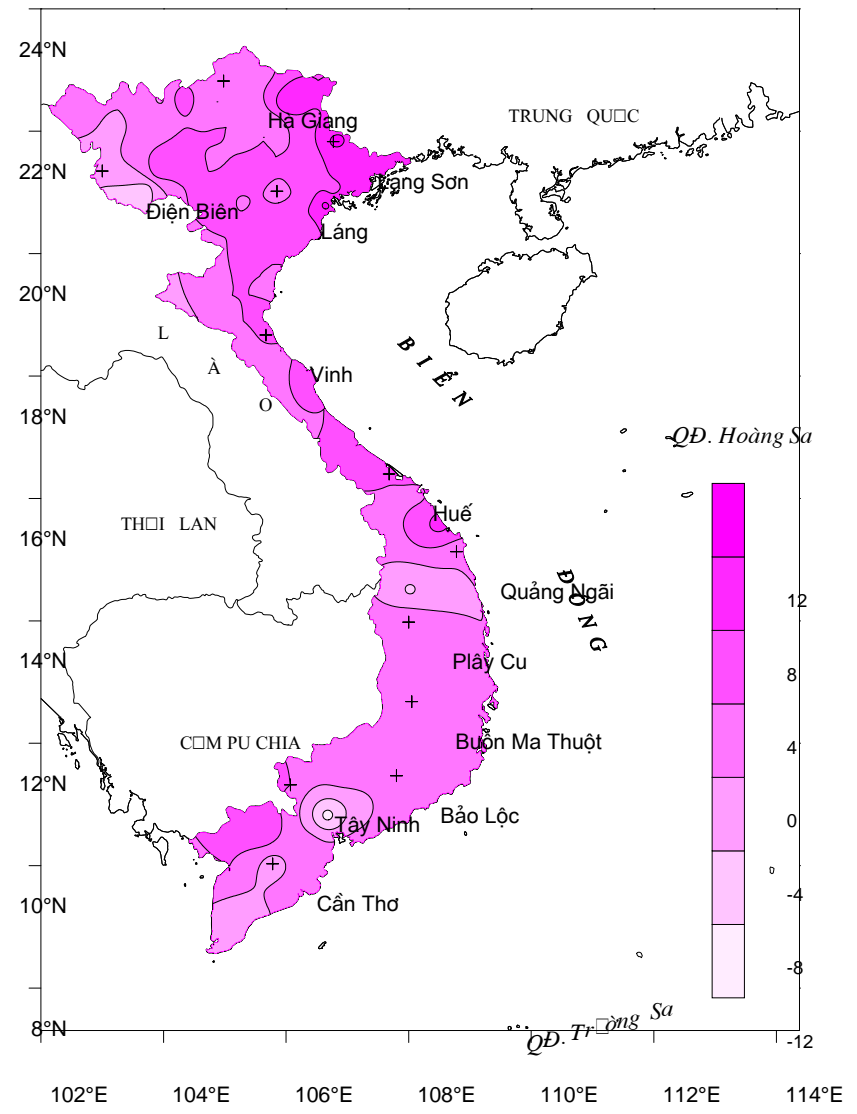 24°N
Hà Giang
TRUNG QU□C
22°N
Lạng Sơn
Điện Biên
Láng
20°N
L
À
O
BIỂN
Vinh
18°N
QĐ. Hoàng Sa
Huế
TH□I LAN
16°N
Quảng Ngãi
ĐÔNG
12
14°N
Plây Cu
8
C□M PU CHIA
Buôn Ma Thuột
4
12°N
Bảo Lộc
Tây Ninh
0
10°N
Cần Thơ
-4
-8
8°N
QĐ. Tr□ờng Sa
-12
102°E 104°E 106°E 108°E 110°E 112°E 114°E